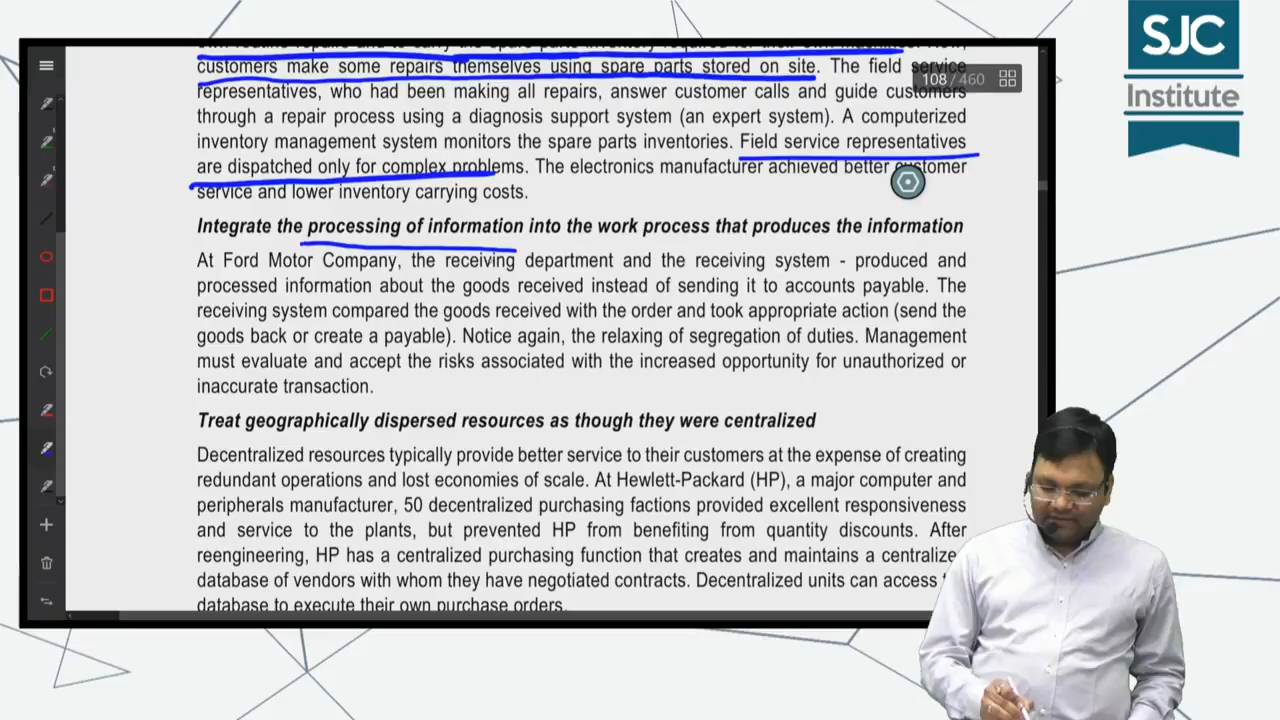 customers make some repairs themselves using spare parts stored on site. The field service
108 / 460
representatives, who had been making all repairs, answer customer calls and guide customers
through a repair process using a diagnosis support system (an expert system). A computerized
inventory management system monitors the spare parts inventories. Field service representatives
are dispatched only for complex problems. The electronics manufacturer achieved better customer
service and lower inventory carrying costs.
Integrate the processing of information into the work process that produces the information
At Ford Motor Company, the receiving department and the receiving system - produced and
processed information about the goods received instead of sending it to accounts payable. The
receiving system compared the goods received with the order and took appropriate action (send the
goods back or create a payable). Notice again, the relaxing of segregation of duties. Management
must evaluate and accept the risks associated with the increased opportunity for unauthorized or
inaccurate transaction.
Treat geographically dispersed resources as though they were centralized
Decentralized resources typically provide better service to their customers at the expense of creating
redundant operations and lost economies of scale. At Hewlett-Packard (HP), a major computer and
peripherals manufacturer, 50 decentralized purchasing factions provided excellent responsiveness
and service to the plants, but prevented HP from benefiting from quantity discounts. After
reengineering, HP has a centralized purchasing function that creates and maintains a centralize
database of vendors with whom they have negotiated contracts. Decentralized units can access
database to execute their own purchase orders.
SJC
Institute